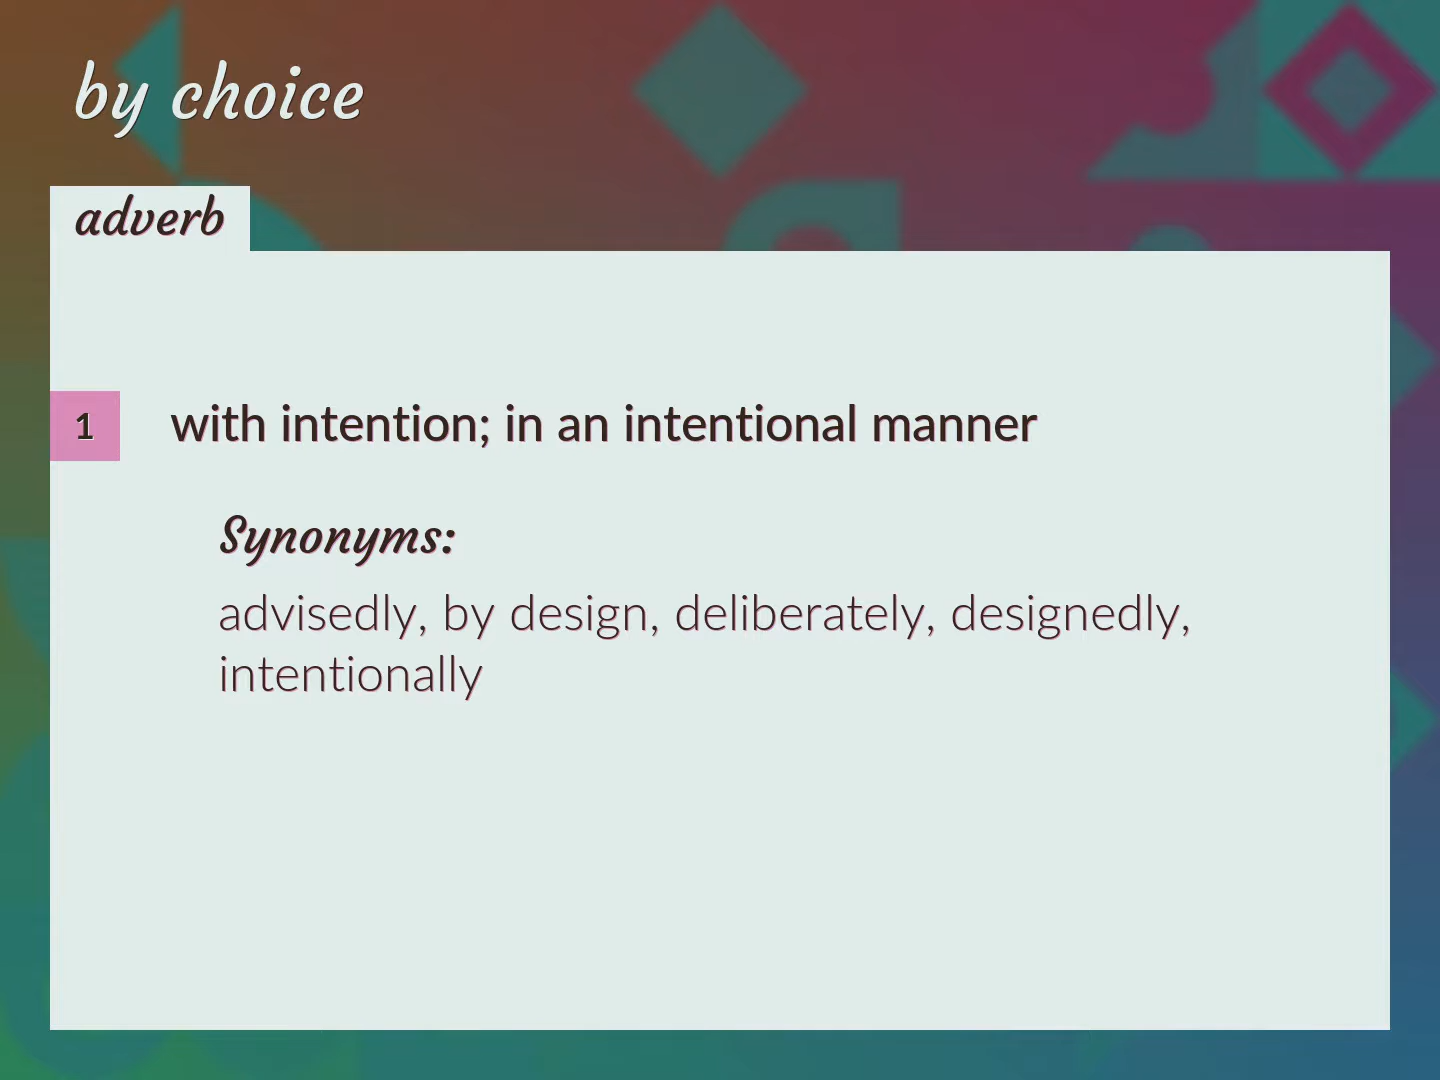 by choice
adverb
1 with intention; in an intentional manner
Synonyms:
advisedly, by design, deliberately, designedly,
intentionally